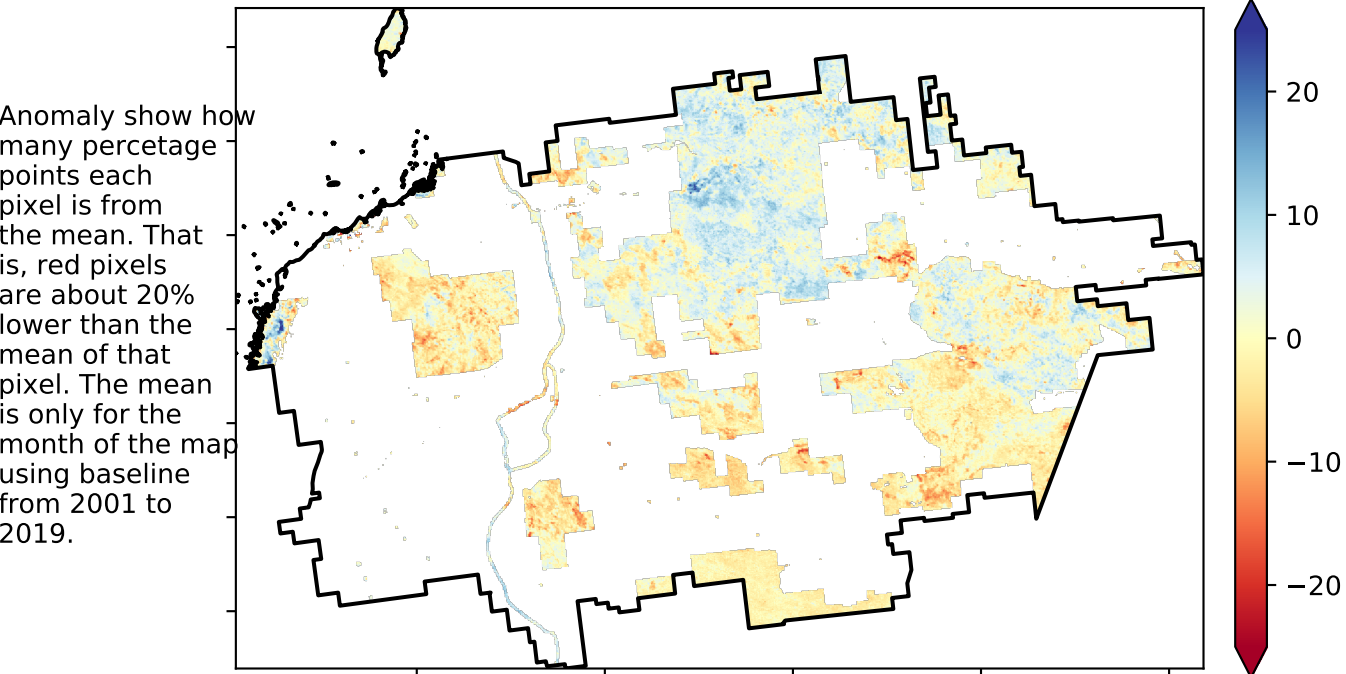 Anomaly show how
many percetage
points each
pixel is from
the mean. That
is, red pixels
are about 20%
lower than the
mean of that
pixel. The mean
is only for the
month of the map
using baseline
from 2001 to
2019.
20
10
0
−10
−20